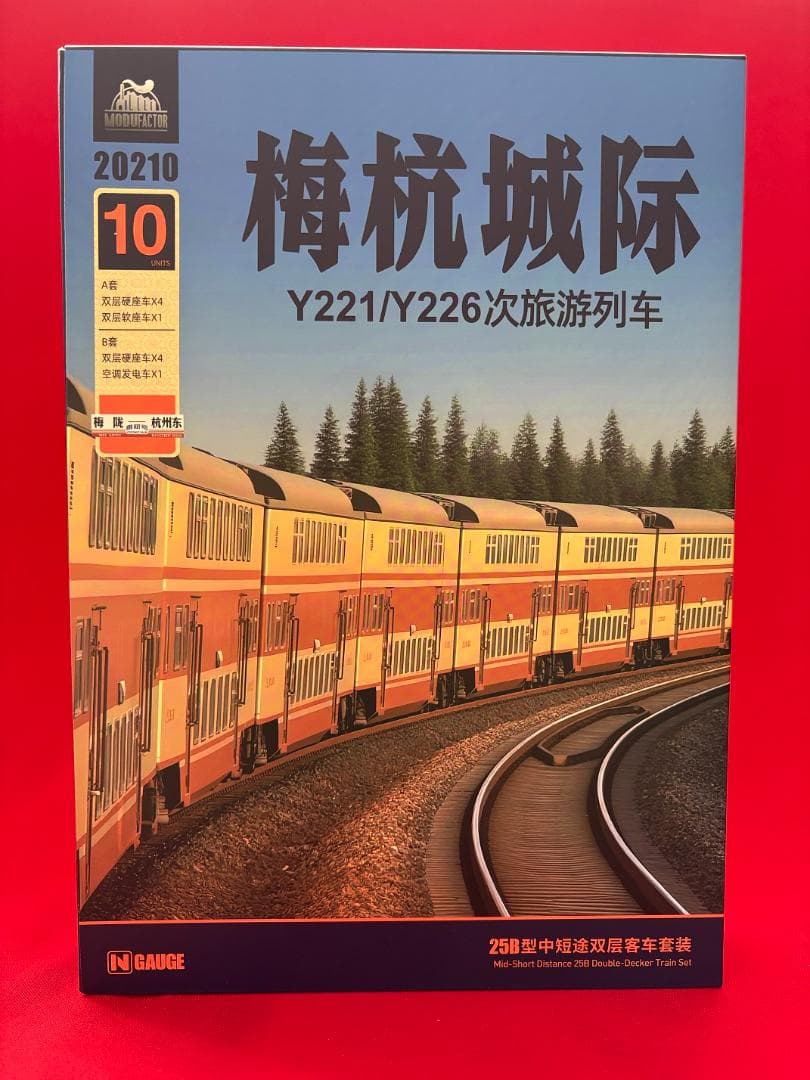 MODUFACTOR
20210
梅杭城际
Y221/Y226次旅游列车
10
UNITS
A套
双层硬座车X4
双层软座车X1
B套
双层硬座车X4
空调发电车X1
梅 陇 杭州东
N GAUGE
25B型中短途双层客车套装
Mid-Short Distance 25B Double-Decker Train Set